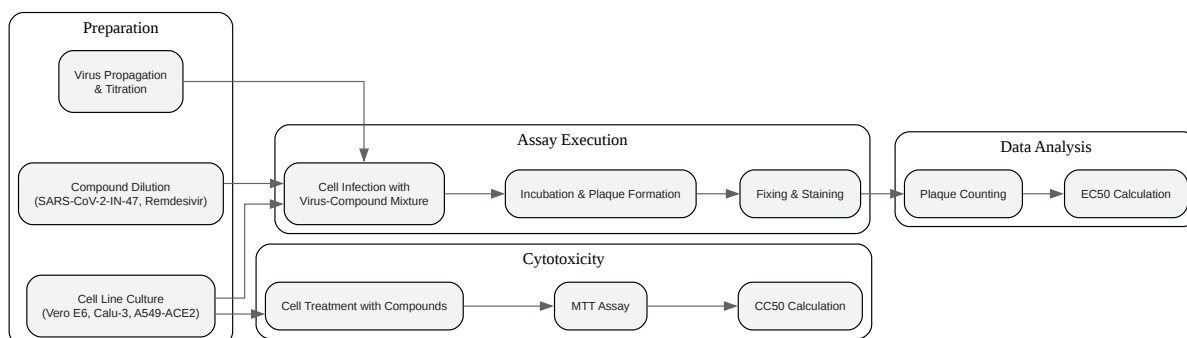 Preparation
Virus Propagation
& Titration
Compound Dilution
(SARS-CoV-2-IN-47, Remdesivir)
Cell Line Culture
(Vero E6, Calu-3, A549-ACE2)
Assay Execution
Cell Infection with
Virus-Compound Mixture
Incubation & Plaque Formation
Fixing & Staining
Cytotoxicity
Cell Treatment with Compounds
MTT Assay
CC50 Calculation
Data Analysis
Plaque Counting
EC50 Calculation